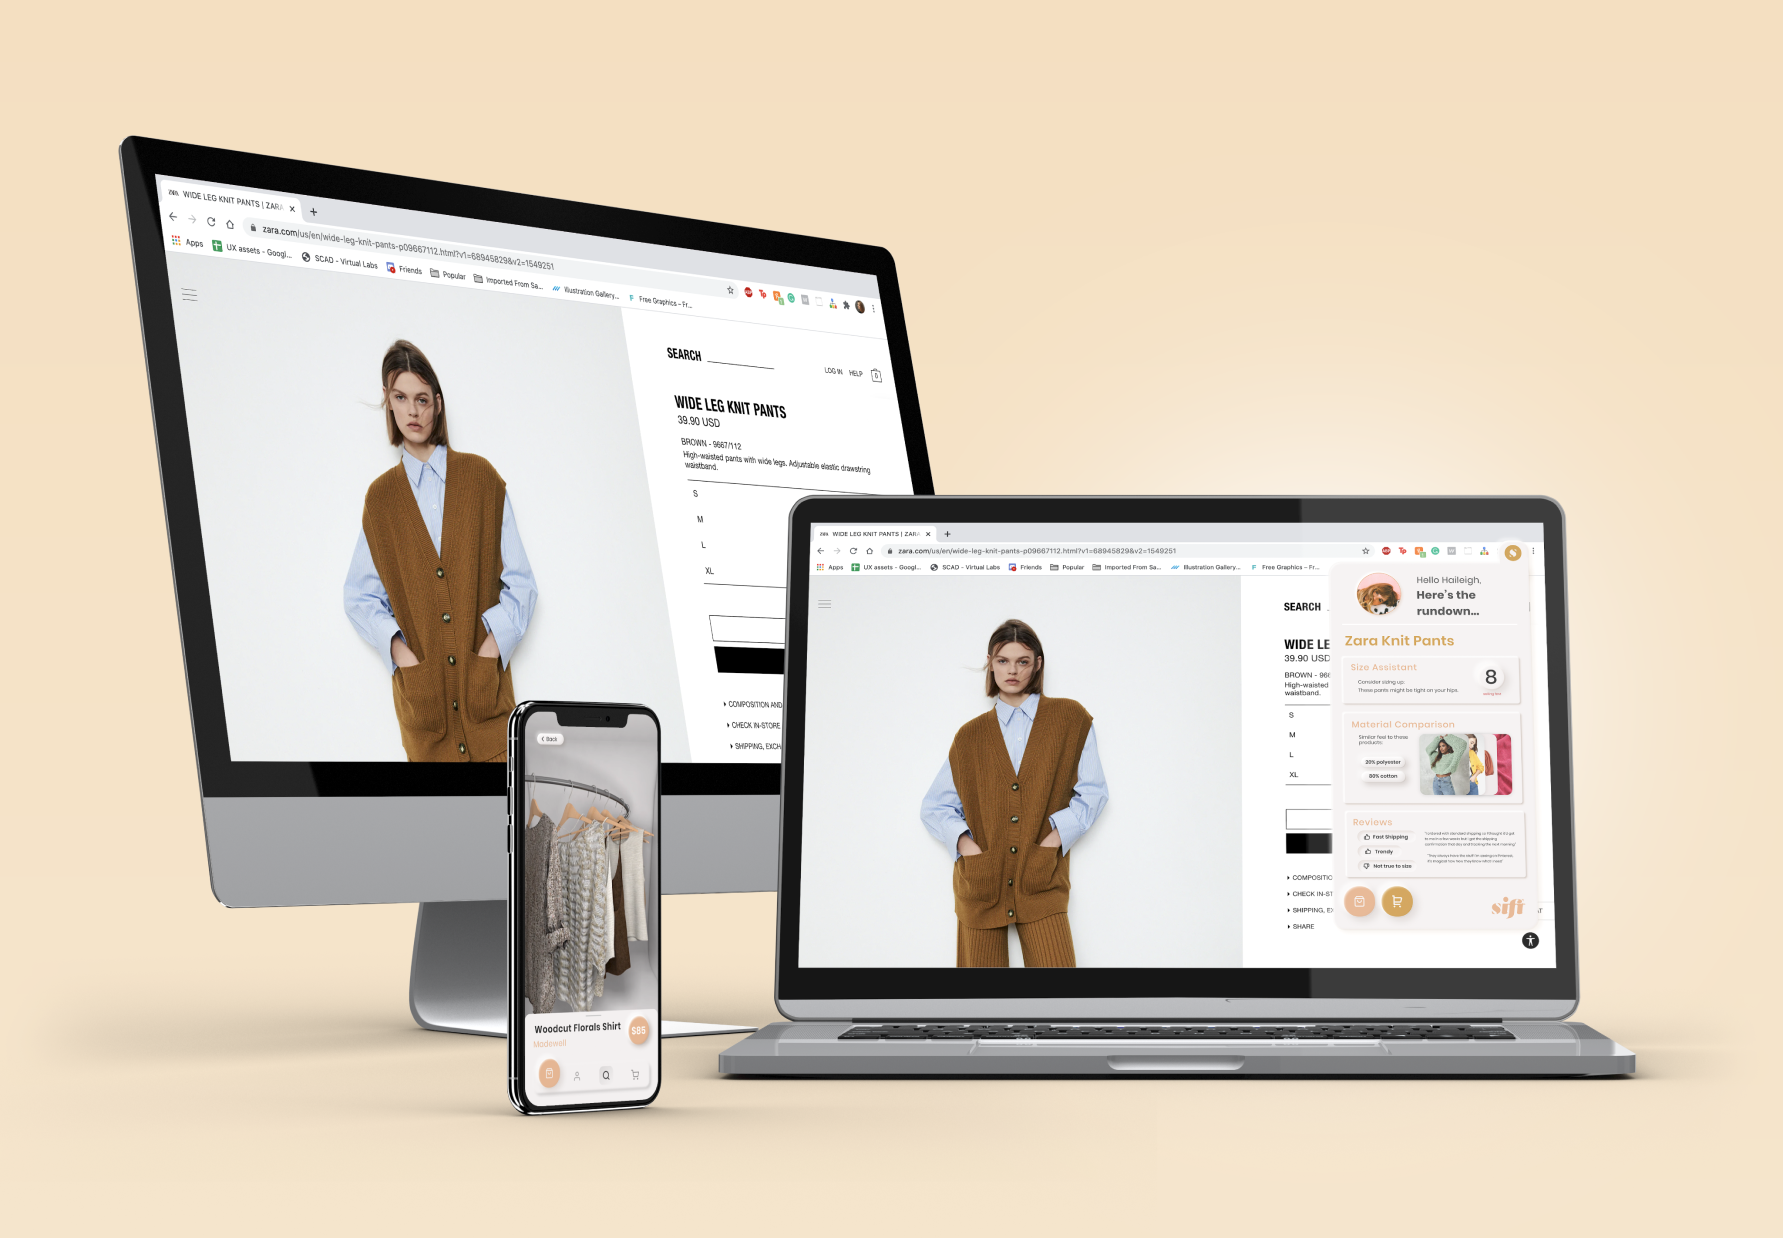 ZARA WIDE LEG KNIT PANTS | ZARA
zara.com/us/en/wide-leg-knit-pants-p09667112.html?v1=68945829&v2=1549251
Apps UX assets - Googl... SCAD - Virtual Labs Friends Popular Imported From Sa... Illustration Gallery... Free Graphics – Fr...
SEARCH
LOG IN HELP 0
WIDE LEG KNIT PANTS
39.90 USD
BROWN - 9667/112
High-waisted pants with wide legs. Adjustable elastic drawstring
waistband.
S
M
L
XL
COMPOSITION AND
CHECK IN-STORE
SHIPPING, EXCH
Back
Woodcut Florals Shirt
$85
Madewell
ZARA WIDE LEG KNIT PANTS | ZARA
zara.com/us/en/wide-leg-knit-pants-p09667112.html?v1=68945829&v2=1549251
Apps UX assets - Googl... SCAD - Virtual Labs Friends Popular Imported From Sa... Illustration Gallery... Free Graphics – Fr...
SEARCH
WIDE LE
39.90 USD
BROWN - 966
High-waisted
waistband.
S
M
L
XL
COMPOSITIO
CHECK IN-ST
SHIPPING, EX
SHARE
Hello Haileigh,
Here's the
rundown...
Zara Knit Pants
Size Assistant
Consider sizing up:
These pants might be tight on your hips.
8
Material Comparison
Similar feel to these
products:
20% polyester
80% cotton
Reviews
Fast Shipping
Trendy
Not true to size
sift